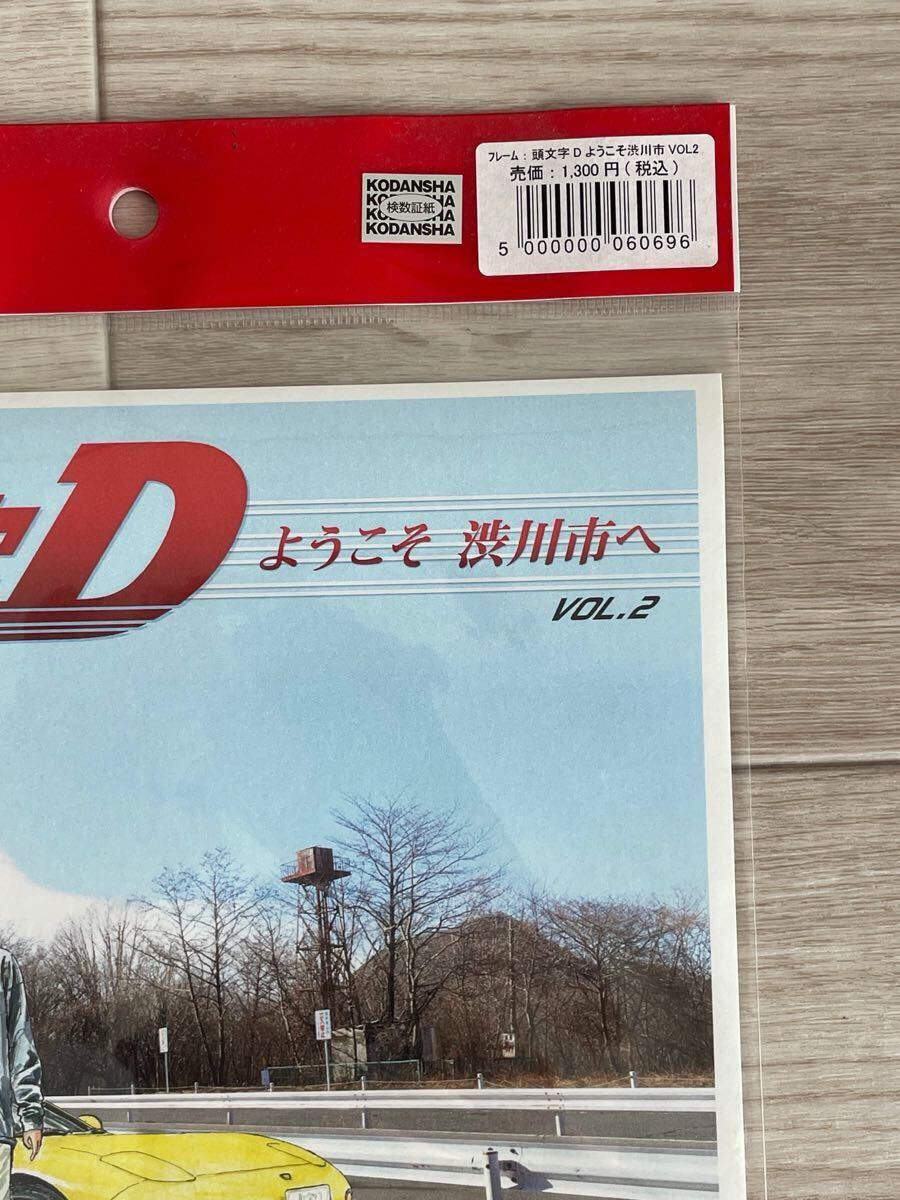 KODANSHA
検数証紙
KODANSHA
フレーム : 頭文字 D ようこそ渋川市 VOL2
売価 : 1,300 円 ( 税込 )
5 000000 060696
D
ようこそ 渋川市へ
VOL.2